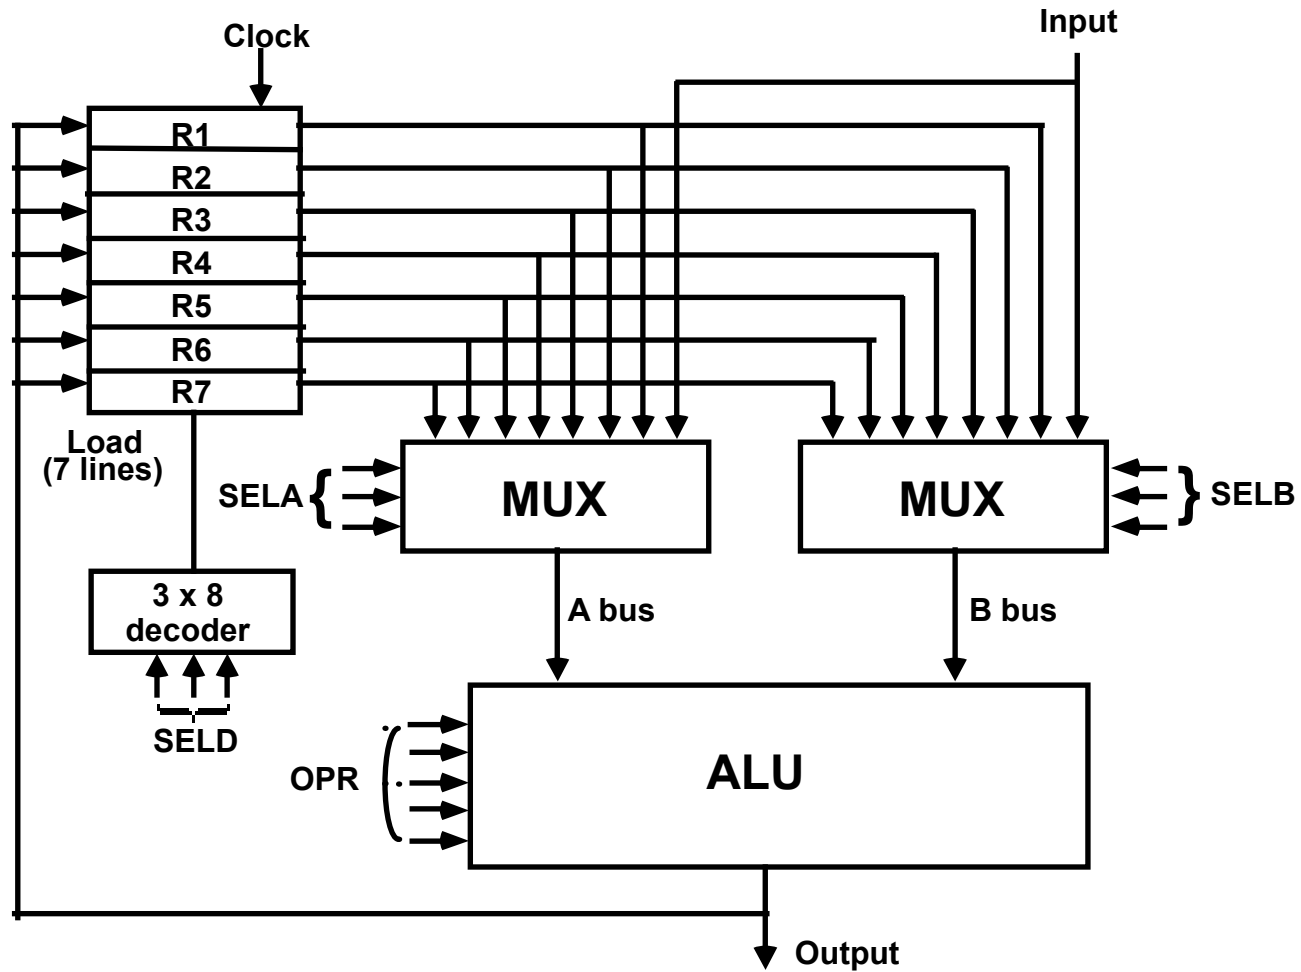 Clock
Input
R1
R2
R3
R4
R5
R6
R7
Load
(7 lines)
SELA {
MUX
MUX
} SELB
3 x 8
decoder
A bus
B bus
SELD
OPR
ALU
Output